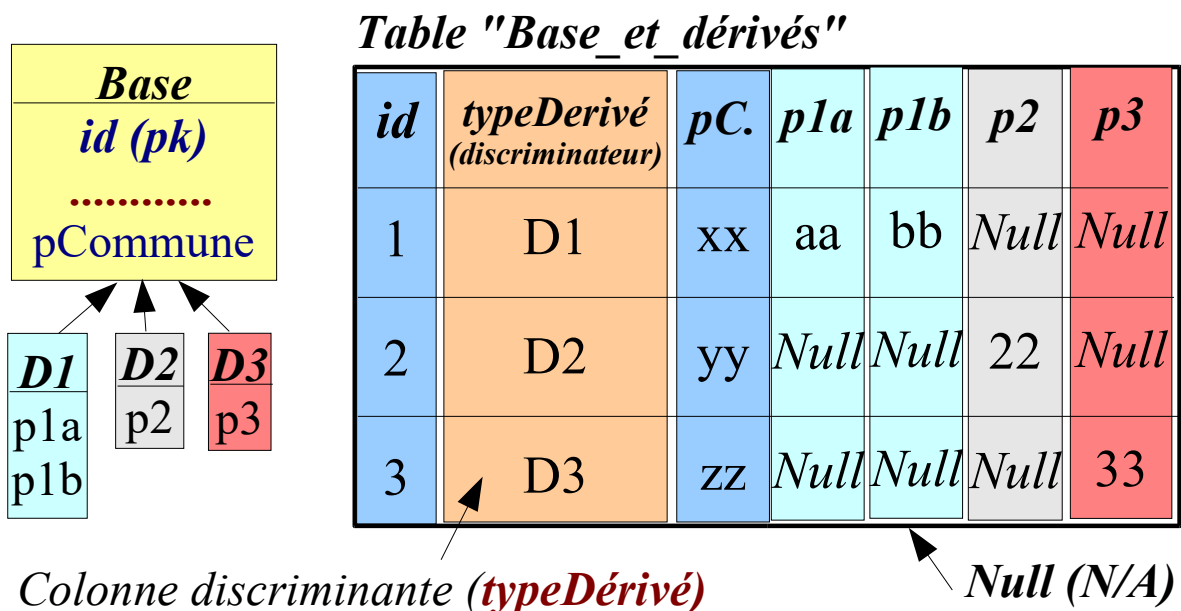 Table "Base_et_dérivés"
Base
id (pk)
............
pCommune
D1
p1a
p1b
D2
p2
D3
p3
id typeDerivé (discriminateur) pC. p1a p1b p2 p3
1 D1 xx aa bb Null Null
2 D2 yy Null Null 22 Null
3 D3 zz Null Null Null 33
Colonne discriminante (typeDérivé)
Null (N/A)